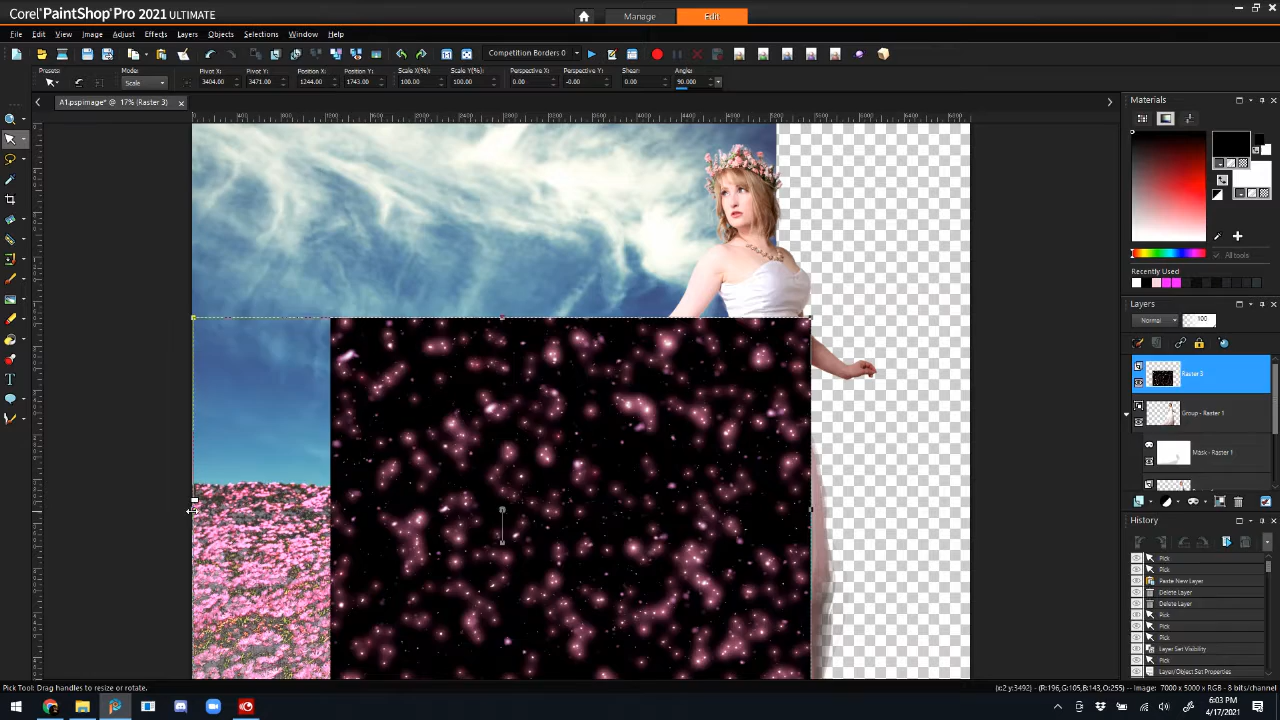 Corel® PaintShop® Pro 2021 ULTIMATE
Manage
Edit
File Edit View Image Adjust Effects Layers Objects Selections Window Help
Competition Borders 0
Presets: Mode: Pivot X: Pivot Y: Position X: Position Y: Scale X(%): Scale Y(%): Perspective X: Perspective Y: Shear: Angle:
Scale 3404.00 3471.00 1244.00 1743.00 100.00 100.00 0.00 -0.00 0.00 90.000
A1.pspimage* @ 17% (Raster 3)
Materials
All tools
Recently Used
Layers
Normal 100
Raster 3
Group - Raster 1
Mask - Raster 1
History
Pick
Pick
Paste New Layer
Delete Layer
Delete Layer
Pick
Pick
Pick
Layer Set Visibility
Pick
Layer/Object Set Properties
Pick Tool: Drag handles to resize or rotate.
(x:2 y:3492) - (R:196,G:105,B:143,O:255) -- Image: 7000 x 5000 x RGB - 8 bits/channel
6:03 PM
4/17/2021